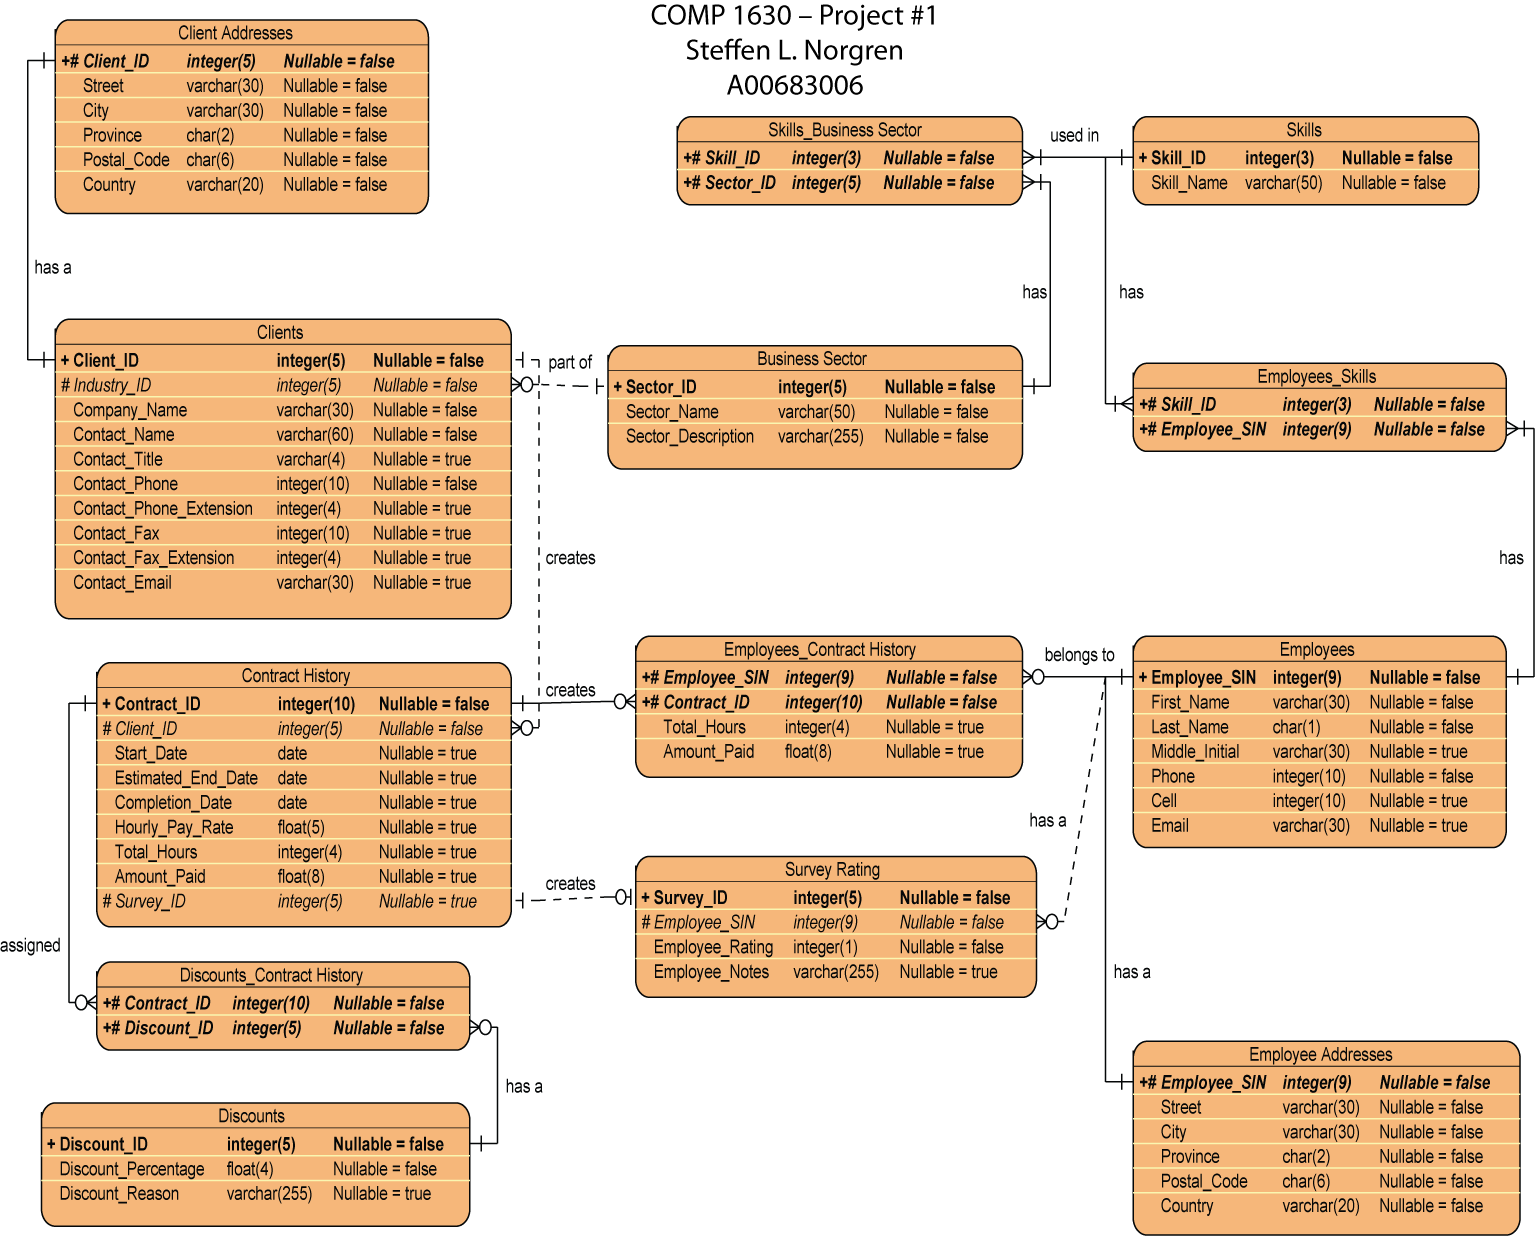 COMP 1630 – Project #1
Steffen L. Norgren
A00683006
Client Addresses
+# Client_ID integer(5) Nullable = false
Street varchar(30) Nullable = false
City varchar(30) Nullable = false
Province char(2) Nullable = false
Postal_Code char(6) Nullable = false
Country varchar(20) Nullable = false
has a
Skills_Business Sector
+# Skill_ID integer(3) Nullable = false
+# Sector_ID integer(5) Nullable = false
used in
Skills
+ Skill_ID integer(3) Nullable = false
Skill_Name varchar(50) Nullable = false
has
has
Clients
+ Client_ID integer(5) Nullable = false
# Industry_ID integer(5) Nullable = false
Company_Name varchar(30) Nullable = false
Contact_Name varchar(60) Nullable = false
Contact_Title varchar(4) Nullable = true
Contact_Phone integer(10) Nullable = false
Contact_Phone_Extension integer(4) Nullable = true
Contact_Fax integer(10) Nullable = true
Contact_Fax_Extension integer(4) Nullable = true
Contact_Email varchar(30) Nullable = true
part of
Business Sector
+ Sector_ID integer(5) Nullable = false
Sector_Name varchar(50) Nullable = false
Sector_Description varchar(255) Nullable = false
Employees_Skills
+# Skill_ID integer(3) Nullable = false
+# Employee_SIN integer(9) Nullable = false
creates
has
Contract History
+ Contract_ID integer(10) Nullable = false
# Client_ID integer(5) Nullable = false
Start_Date date Nullable = true
Estimated_End_Date date Nullable = true
Completion_Date date Nullable = true
Hourly_Pay_Rate float(5) Nullable = true
Total_Hours integer(4) Nullable = true
Amount_Paid float(8) Nullable = true
# Survey_ID integer(5) Nullable = true
creates
Employees_Contract History
+# Employee_SIN integer(9) Nullable = false
+# Contract_ID integer(10) Nullable = false
Total_Hours integer(4) Nullable = true
Amount_Paid float(8) Nullable = true
belongs to
Employees
+ Employee_SIN integer(9) Nullable = false
First_Name varchar(30) Nullable = false
Last_Name char(1) Nullable = false
Middle_Initial varchar(30) Nullable = true
Phone integer(10) Nullable = false
Cell integer(10) Nullable = true
Email varchar(30) Nullable = true
has a
creates
Survey Rating
+ Survey_ID integer(5) Nullable = false
# Employee_SIN integer(9) Nullable = false
Employee_Rating integer(1) Nullable = false
Employee_Notes varchar(255) Nullable = true
assigned
has a
Discounts_Contract History
+# Contract_ID integer(10) Nullable = false
+# Discount_ID integer(5) Nullable = false
has a
Discounts
+ Discount_ID integer(5) Nullable = false
Discount_Percentage float(4) Nullable = false
Discount_Reason varchar(255) Nullable = true
Employee Addresses
+# Employee_SIN integer(9) Nullable = false
Street varchar(30) Nullable = false
City varchar(30) Nullable = false
Province char(2) Nullable = false
Postal_Code char(6) Nullable = false
Country varchar(20) Nullable = false